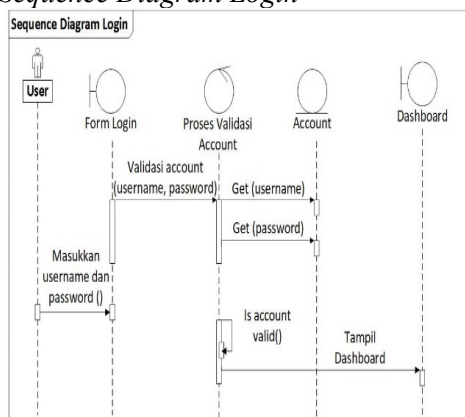 Sequence Diagram Login
Sequence Diagram Login
User
Form Login
Proses Validasi
Account
Account
Dashboard
Validasi account
(username, password)
Get (username)
Get (password)
Masukkan
username dan
password ()
Is account
valid()
Tampil
Dashboard